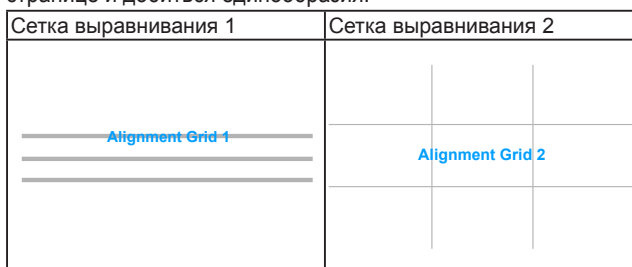 странице и добиться единообразия.
Сетка выравнивания 1
Сетка выравнивания 2
Alignment Grid 1
Alignment Grid 2